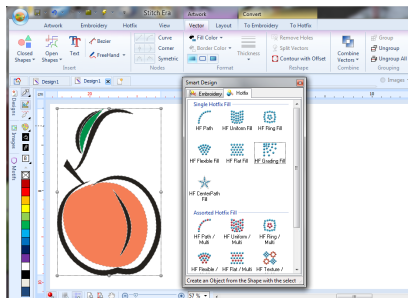 Stitch Era
Artwork Convert
Artwork Embroidery Hotfix View Vector Layout To Embroidery To Hotfix
Closed Shapes Open Shapes Text Bezier FreeHand
Insert
Curve
Corner
Symetric
Nodes
Fill Color
Border Color
Thickness
Format
Remove Holes
Split Vectors
Contour with Offset
Reshape
Combine Vectors
Combine
Group
Ungroup
Ungroup All
Grouping
Design1 Design1
© Images
Designs
Image
Smart Design
Embroidery Hotfix
Single Hotfix Fill
HF Path HF Uniform Fill HF Ring Fill
HF Flexible Fill HF Flat Fill HF Grading Fill
HF CenterPath Fill
Assorted Hotfix Fill
HF Path / Multi HF Uniform / Multi HF Ring / Multi
HF Flexible / HF Flat / Multi HF Texture /
Create an Object from the Shape with the select
57 %